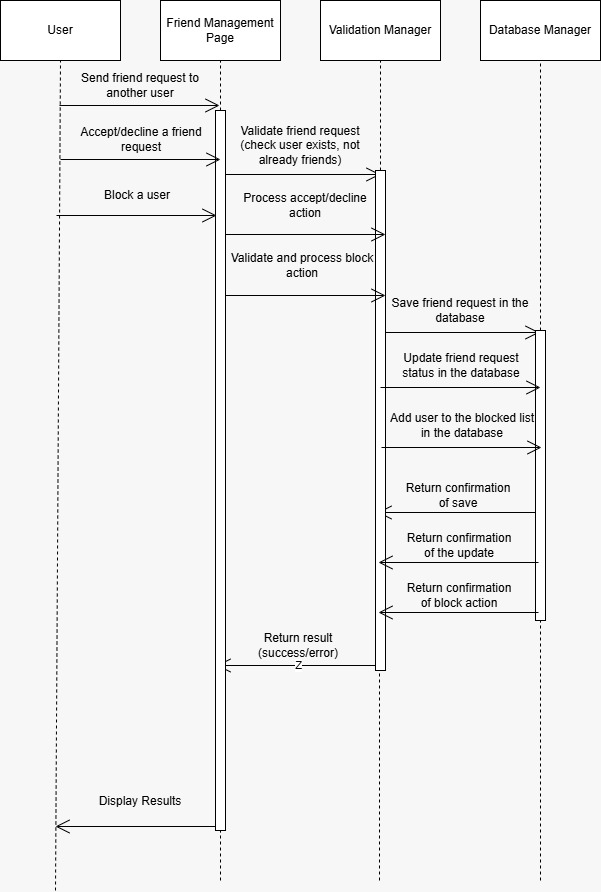 User
Friend Management
Page
Validation Manager
Database Manager
Send friend request to
another user
Accept/decline a friend
request
Validate friend request
(check user exists, not
already friends)
Block a user
Process accept/decline
action
Validate and process block
action
Save friend request in the
database
Update friend request
status in the database
Add user to the blocked list
in the database
Return confirmation
of save
Return confirmation
of the update
Return confirmation
of block action
Return result
(success/error)
Z
Display Results